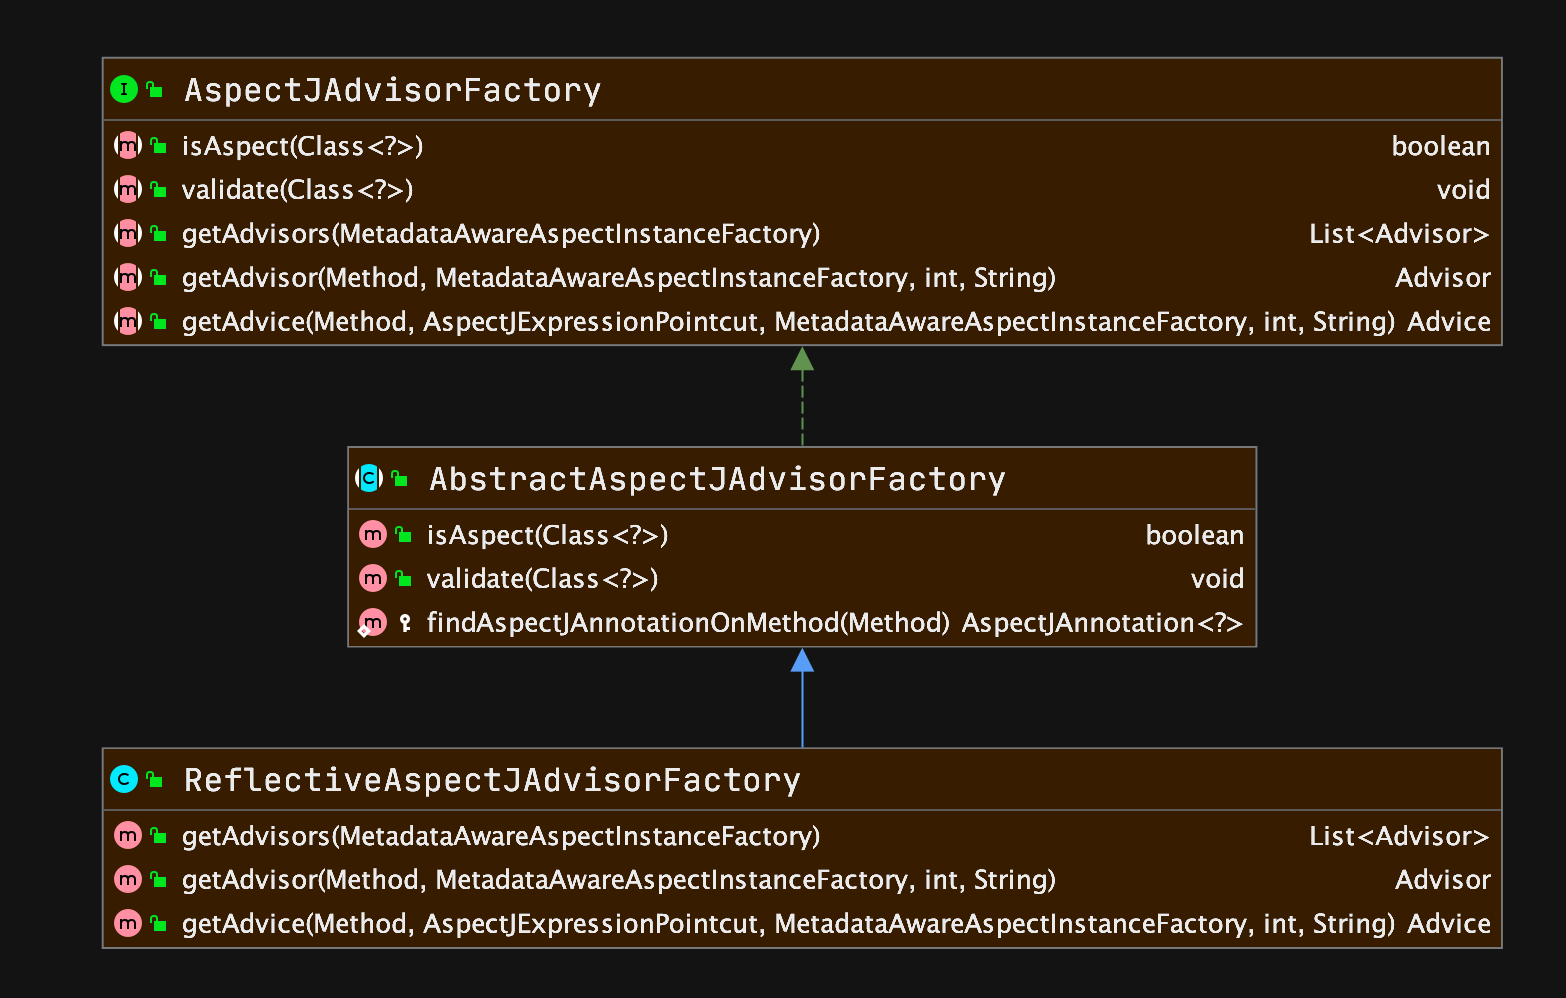 AspectJAdvisorFactory
isAspect(Class<?>) boolean
validate(Class<?>) void
getAdvisors(MetadataAwareAspectInstanceFactory) List<Advisor>
getAdvisor(Method, MetadataAwareAspectInstanceFactory, int, String) Advisor
getAdvice(Method, AspectJExpressionPointcut, MetadataAwareAspectInstanceFactory, int, String) Advice
AbstractAspectJAdvisorFactory
isAspect(Class<?>) boolean
validate(Class<?>) void
findAspectJAnnotationOnMethod(Method) AspectJAnnotation<?>
ReflectiveAspectJAdvisorFactory
getAdvisors(MetadataAwareAspectInstanceFactory) List<Advisor>
getAdvisor(Method, MetadataAwareAspectInstanceFactory, int, String) Advisor
getAdvice(Method, AspectJExpressionPointcut, MetadataAwareAspectInstanceFactory, int, String) Advice